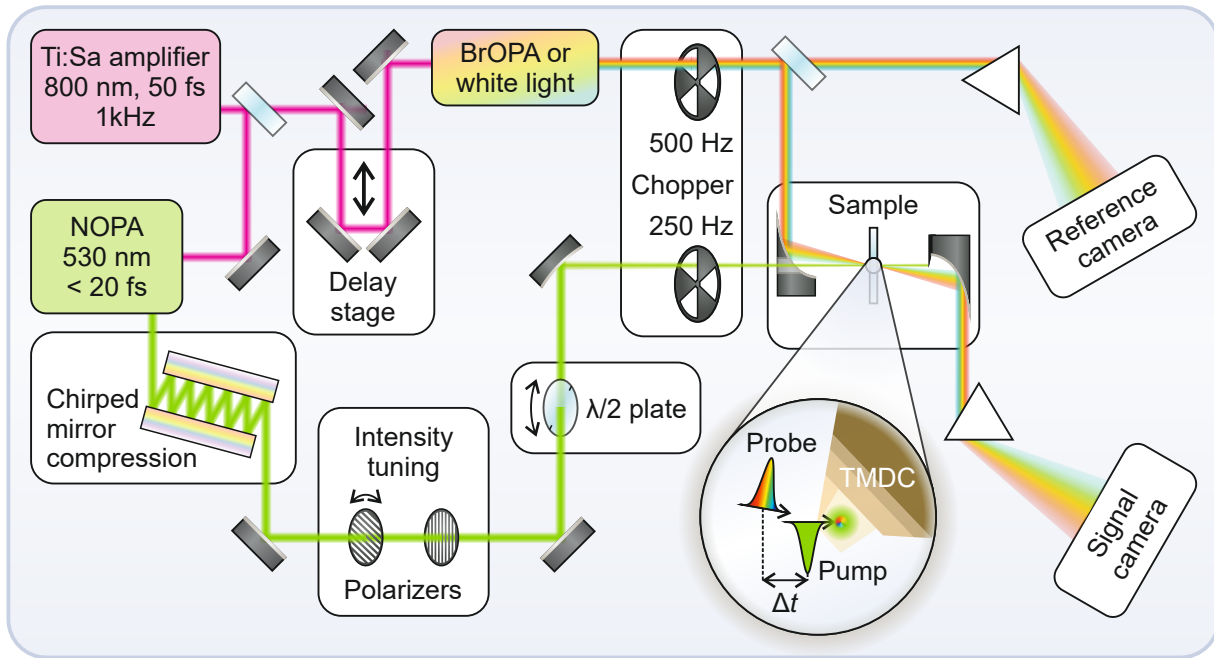 Ti:Sa amplifier
800 nm, 50 fs
1kHz
BrOPA or
white light
500 Hz
Chopper
250 Hz
Reference
camera
NOPA
530 nm
< 20 fs
Delay
stage
Sample
Chirped
mirror
compression
Intensity
tuning
Polarizers
λ/2 plate
Probe
TMDC
Pump
Δt
Signal
camera